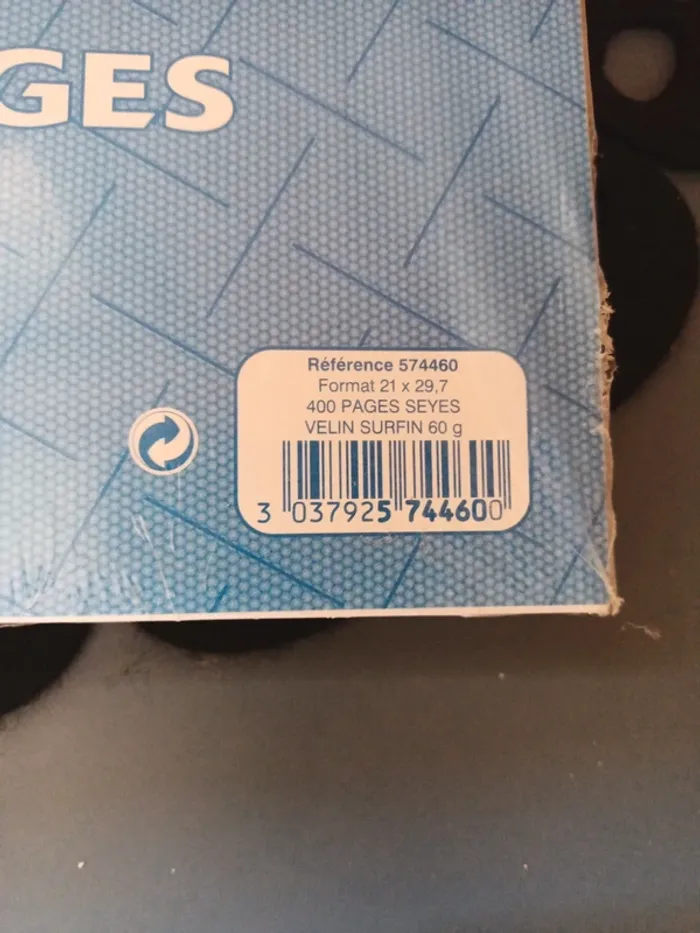 GES
Référence 574460
Format 21 x 29,7
400 PAGES SEYES
VELIN SURFIN 60 g
3 037925 744600